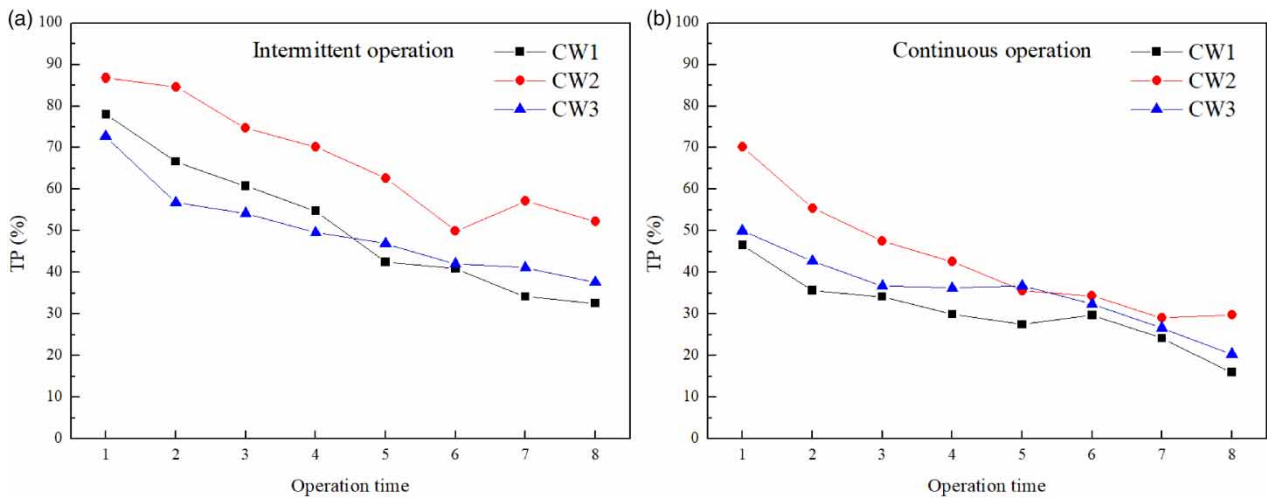 (a)
Intermittent operation
CW1
CW2
CW3
100
90
80
70
60
50
40
30
20
10
0
TP (%)
1 2 3 4 5 6 7 8
Operation time
(b)
Continuous operation
CW1
CW2
CW3
100
90
80
70
60
50
40
30
20
10
0
TP (%)
1 2 3 4 5 6 7 8
Operation time